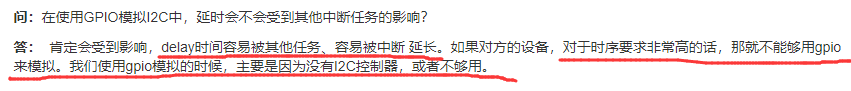 问：在使用GPIO模拟I2C中，延时会不会受到其他中断任务的影响？
答： 肯定会受到影响，delay时间容易被其他任务、容易被中断 延长。如果对方的设备，对于时序要求非常高的话，那就不能够用gpio
来模拟。我们使用gpio模拟的时候，主要是因为没有I2C控制器，或者不够用。